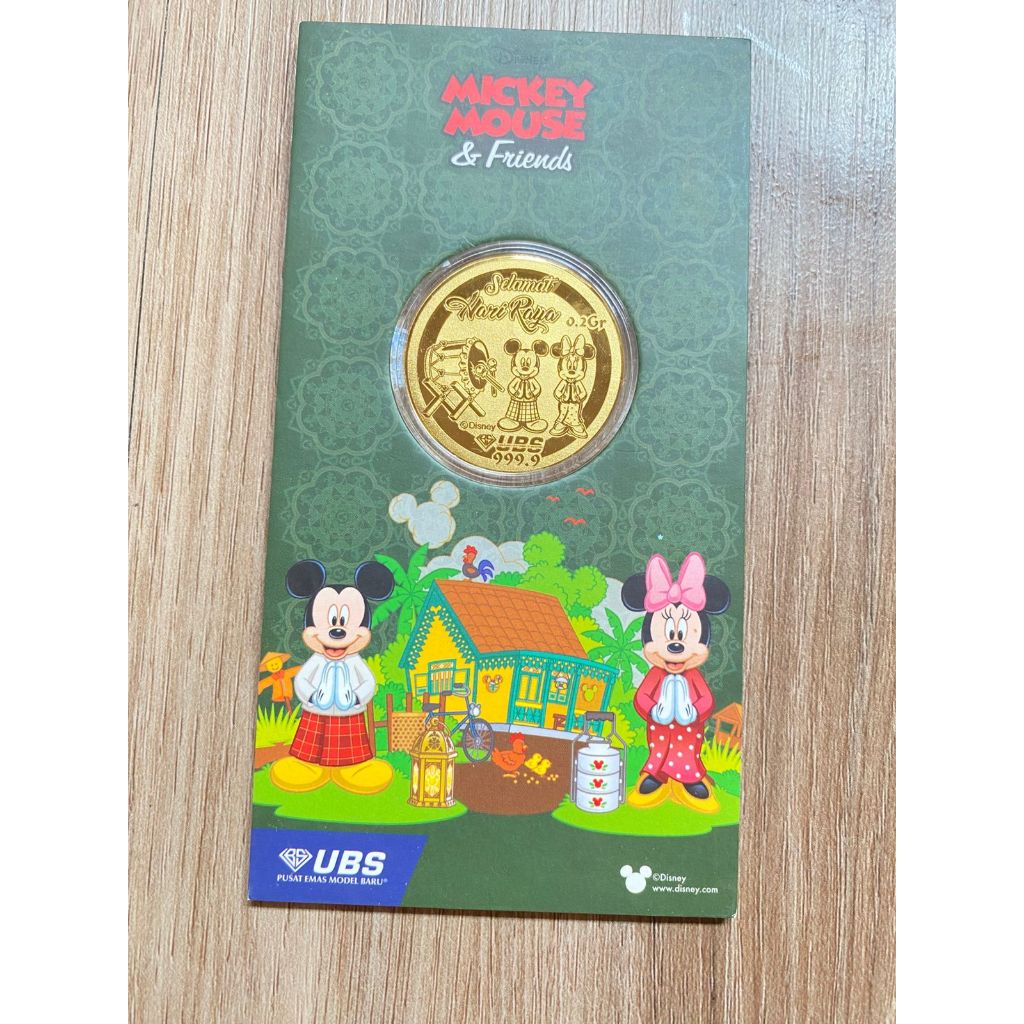 Disney
MICKEY
MOUSE
& Friends
Selamat
Hari Raya
0.2Gr
©Disney
UBS
999.9
BS UBS
PUSAT EMAS MODEL BARU®
©Disney
www.disney.com